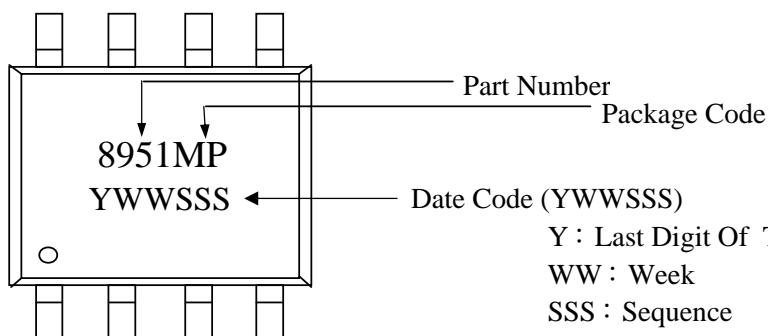 Part Number
Package Code
8951MP
YWWSSS
Date Code (YWWSSS)
Y：Last Digit Of
WW：Week
SSS：Sequence